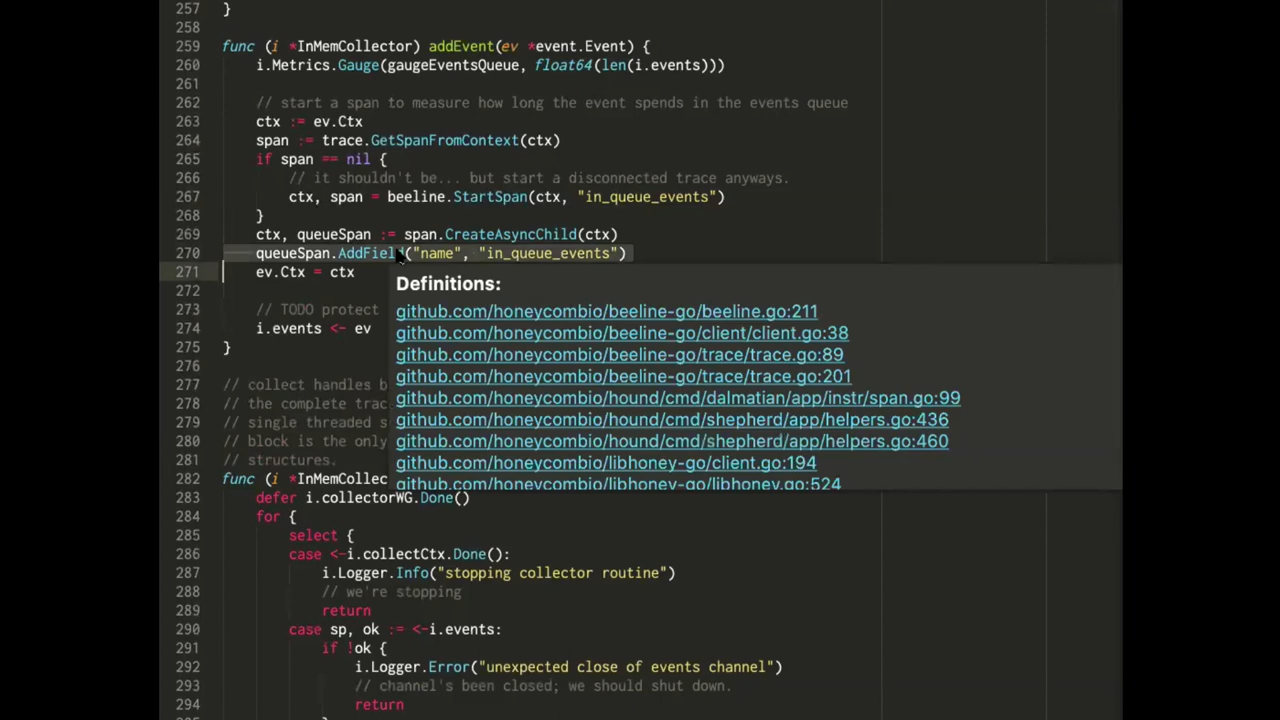 257 }
258
259 func (i *InMemCollector) addEvent(ev *event.Event) {
260 i.Metrics.Gauge(gaugeEventsQueue, float64(len(i.events)))
261
262 // start a span to measure how long the event spends in the events queue
263 ctx := ev.Ctx
264 span := trace.GetSpanFromContext(ctx)
265 if span == nil {
266 // it shouldn't be... but start a disconnected trace anyways.
267 ctx, span = beeline.StartSpan(ctx, "in_queue_events")
268 }
269 ctx, queueSpan := span.CreateAsyncChild(ctx)
270 queueSpan.AddField("name", "in_queue_events")
271 ev.Ctx = ctx
Definitions:
272
github.com/honeycombio/beeline-go/beeline.go:211
273 // TODO protect
274 i.events <- ev
github.com/honeycombio/beeline-go/client/client.go:38
275 }
github.com/honeycombio/beeline-go/trace/trace.go:89
276
github.com/honeycombio/beeline-go/trace/trace.go:201
277 // collect handles b
278 // the complete trac
github.com/honeycombio/hound/cmd/dalmatian/app/instr/span.go:99
279 // single threaded s
github.com/honeycombio/hound/cmd/shepherd/app/helpers.go:436
280 // block is the only
github.com/honeycombio/hound/cmd/shepherd/app/helpers.go:460
281 // structures.
github.com/honeycombio/libhoney-go/client.go:194
282 func (i *InMemCollec
github.com/honeycombio/libhoney-go/libhoney.go:524
283 defer i.collectorWG.Done()
284 for {
285 select {
286 case <-i.collectCtx.Done():
287 i.Logger.Info("stopping collector routine")
288 // we're stopping
289 return
290 case sp, ok := <-i.events:
291 if !ok {
292 i.Logger.Error("unexpected close of events channel")
293 // channel's been closed; we should shut down.
294 return